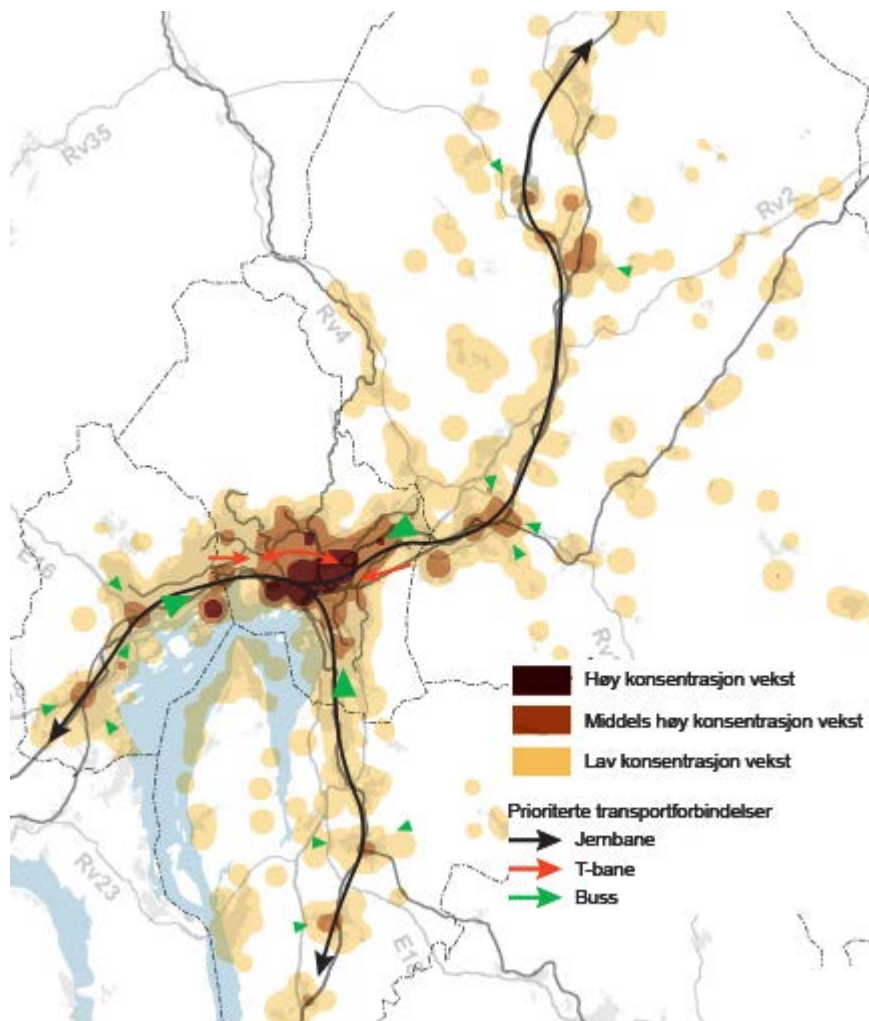 Rv35
Rv2
Rv4
E16
Høy konsentrasjon vekst
Middels høy konsentrasjon vekst
Lav konsentrasjon vekst
Prioriterte transportforbindelser
Jernbane
T-bane
Buss
Rv23